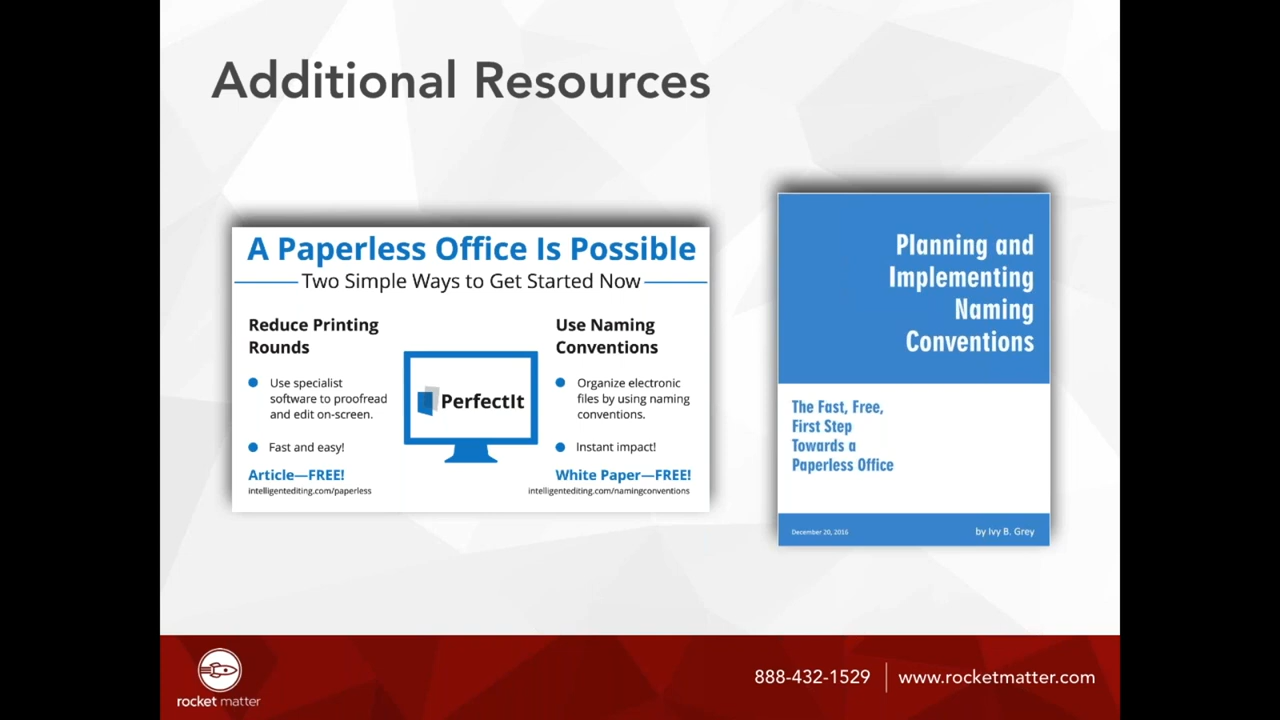 Additional Resources
A Paperless Office Is Possible
Two Simple Ways to Get Started Now
Reduce Printing
Rounds
Use specialist
software to proofread
and edit on-screen.
Fast and easy!
Article—FREE!
intelligentediting.com/paperless
PerfectIt
Use Naming
Conventions
Organize electronic
files by using naming
conventions.
Instant impact!
White Paper—FREE!
intelligentediting.com/namingconventions
Planning and
Implementing
Naming
Conventions
The Fast, Free,
First Step
Towards a
Paperless Office
December 20, 2016
by Ivy B. Grey
rocket matter
888-432-1529
www.rocketmatter.com